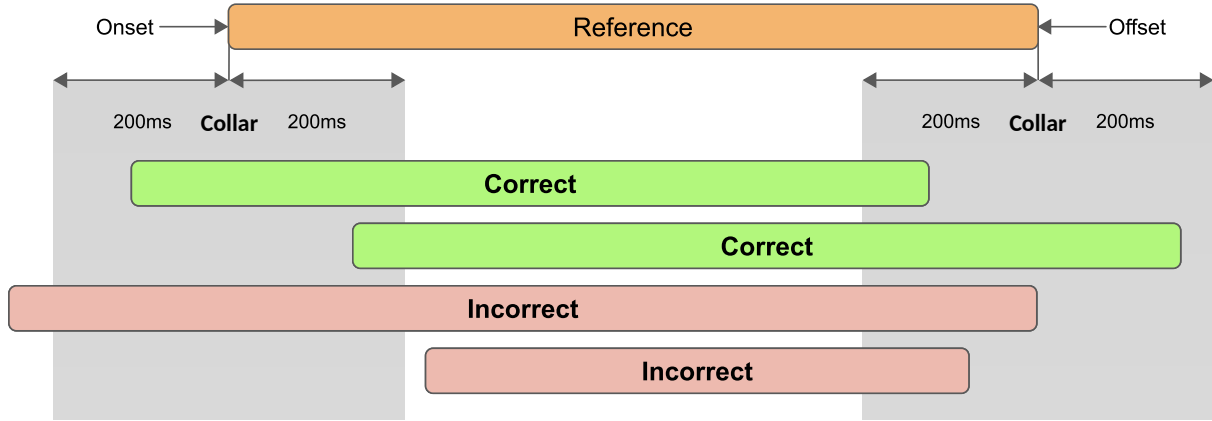 Onset Reference Offset
200ms Collar 200ms 200ms Collar 200ms
Correct
Correct
Incorrect
Incorrect